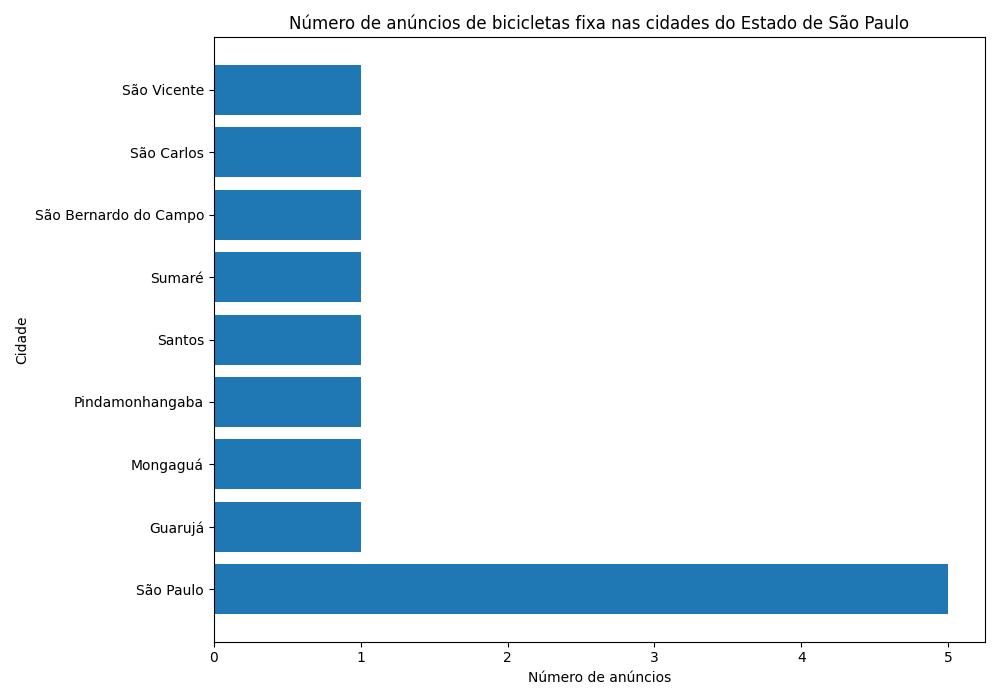 Número de anúncios de bicicletas fixa nas cidades do Estado de São Paulo
São Vicente
São Carlos
São Bernardo do Campo
Sumaré
Santos
Pindamonhangaba
Mongaguá
Guarujá
São Paulo
Cidade
0 1 2 3 4 5
Número de anúncios